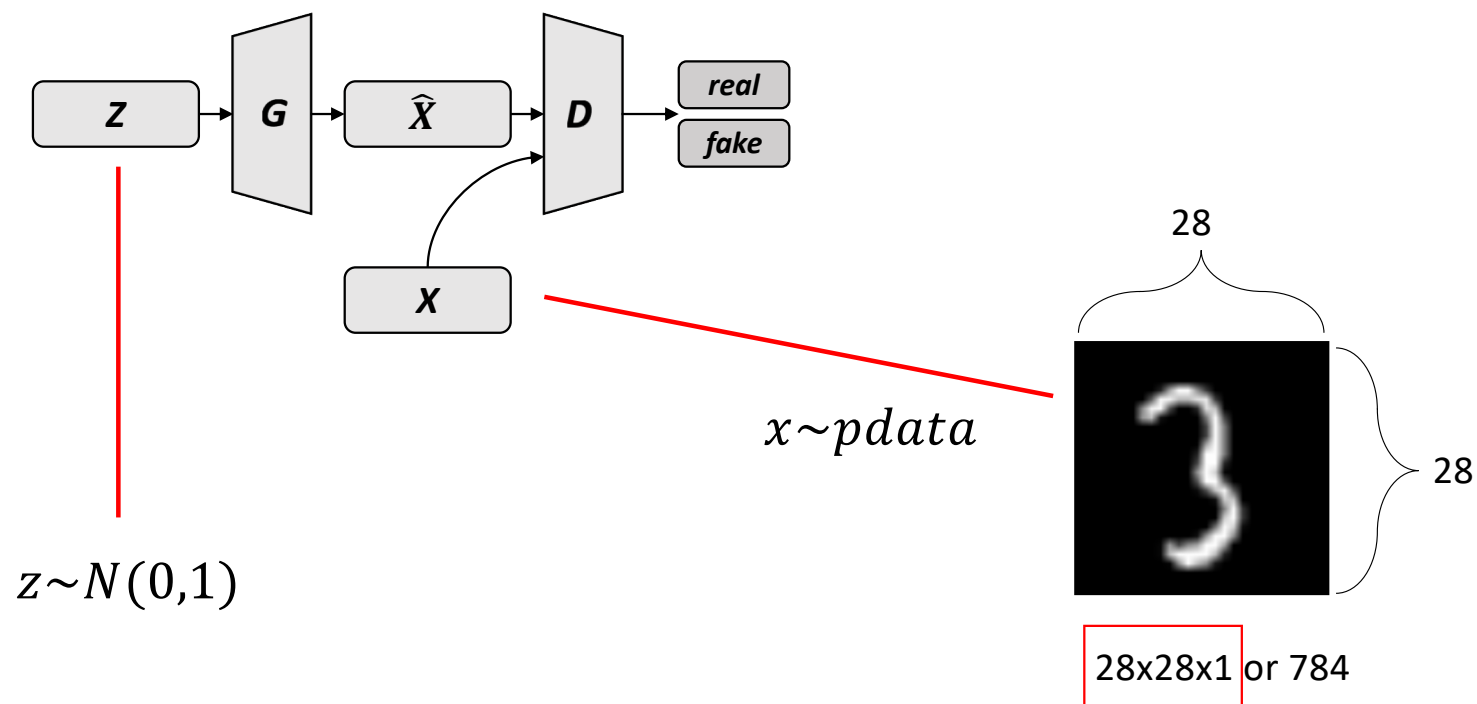 Z
G
X̂
D
real
fake
X
28
28
x~pdata
z~N(0,1)
28x28x1 or 784